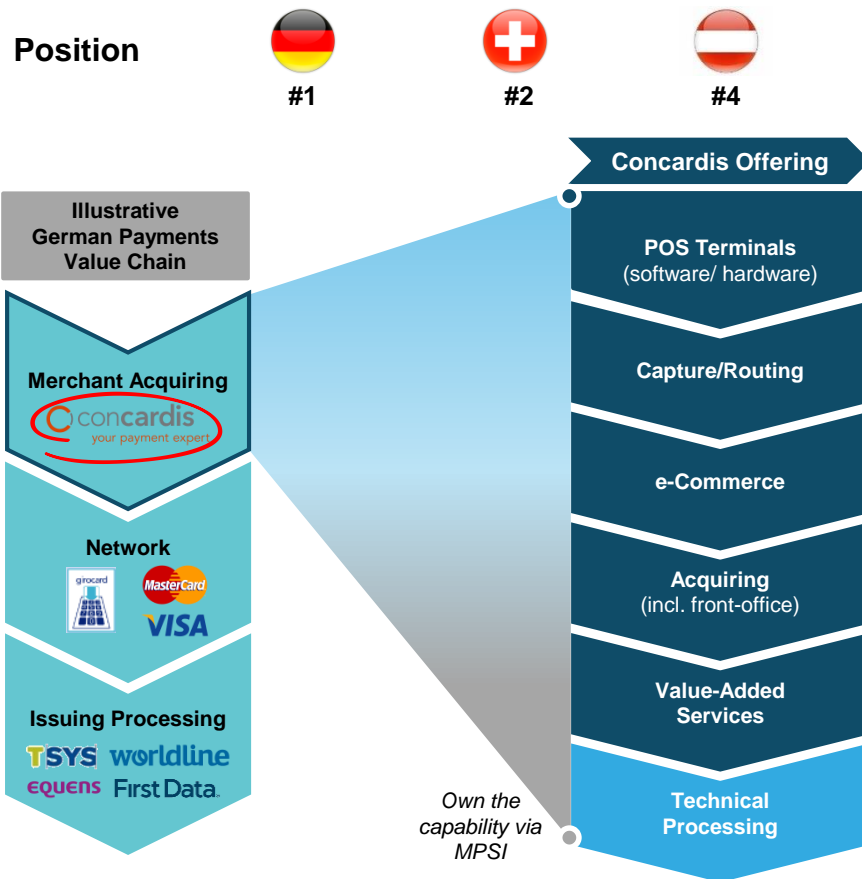 Position
#1
#2
#4
Concardis Offering
Illustrative
German Payments
Value Chain
Merchant Acquiring
concardis
your payment expert
Network
girocard
MasterCard
VISA
Issuing Processing
TSYS worldline
equens First Data.
POS Terminals
(software/ hardware)
Capture/Routing
e-Commerce
Acquiring
(incl. front-office)
Value-Added
Services
Technical
Processing
Own the
capability via
MPSI